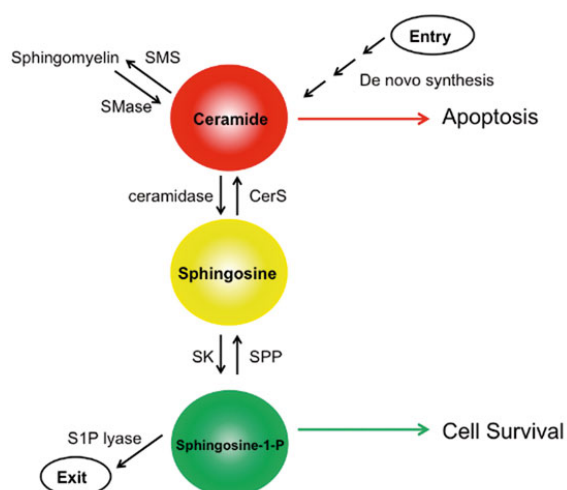 Entry
Sphingomyelin
SMS
De novo synthesis
SMase
Ceramide
Apoptosis
ceramidase
CerS
Sphingosine
SK
SPP
S1P lyase
Sphingosine-1-P
Cell Survival
Exit